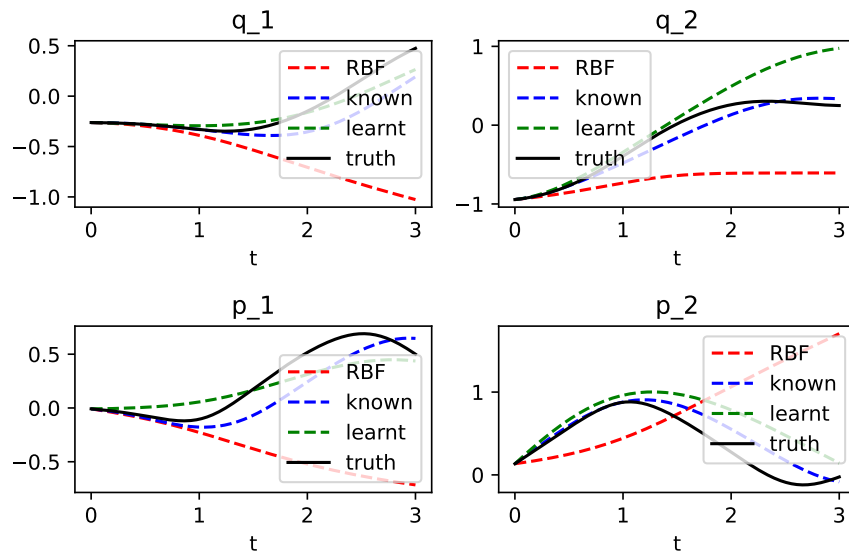 q_1
0.5
0.0
−0.5
−1.0
0 1 2 3
t
RBF
known
learnt
truth
q_2
1
0
−1
0 1 2 3
t
RBF
known
learnt
truth
p_1
0.5
0.0
−0.5
0 1 2 3
t
RBF
known
learnt
truth
p_2
1
0
0 1 2 3
t
RBF
known
learnt
truth